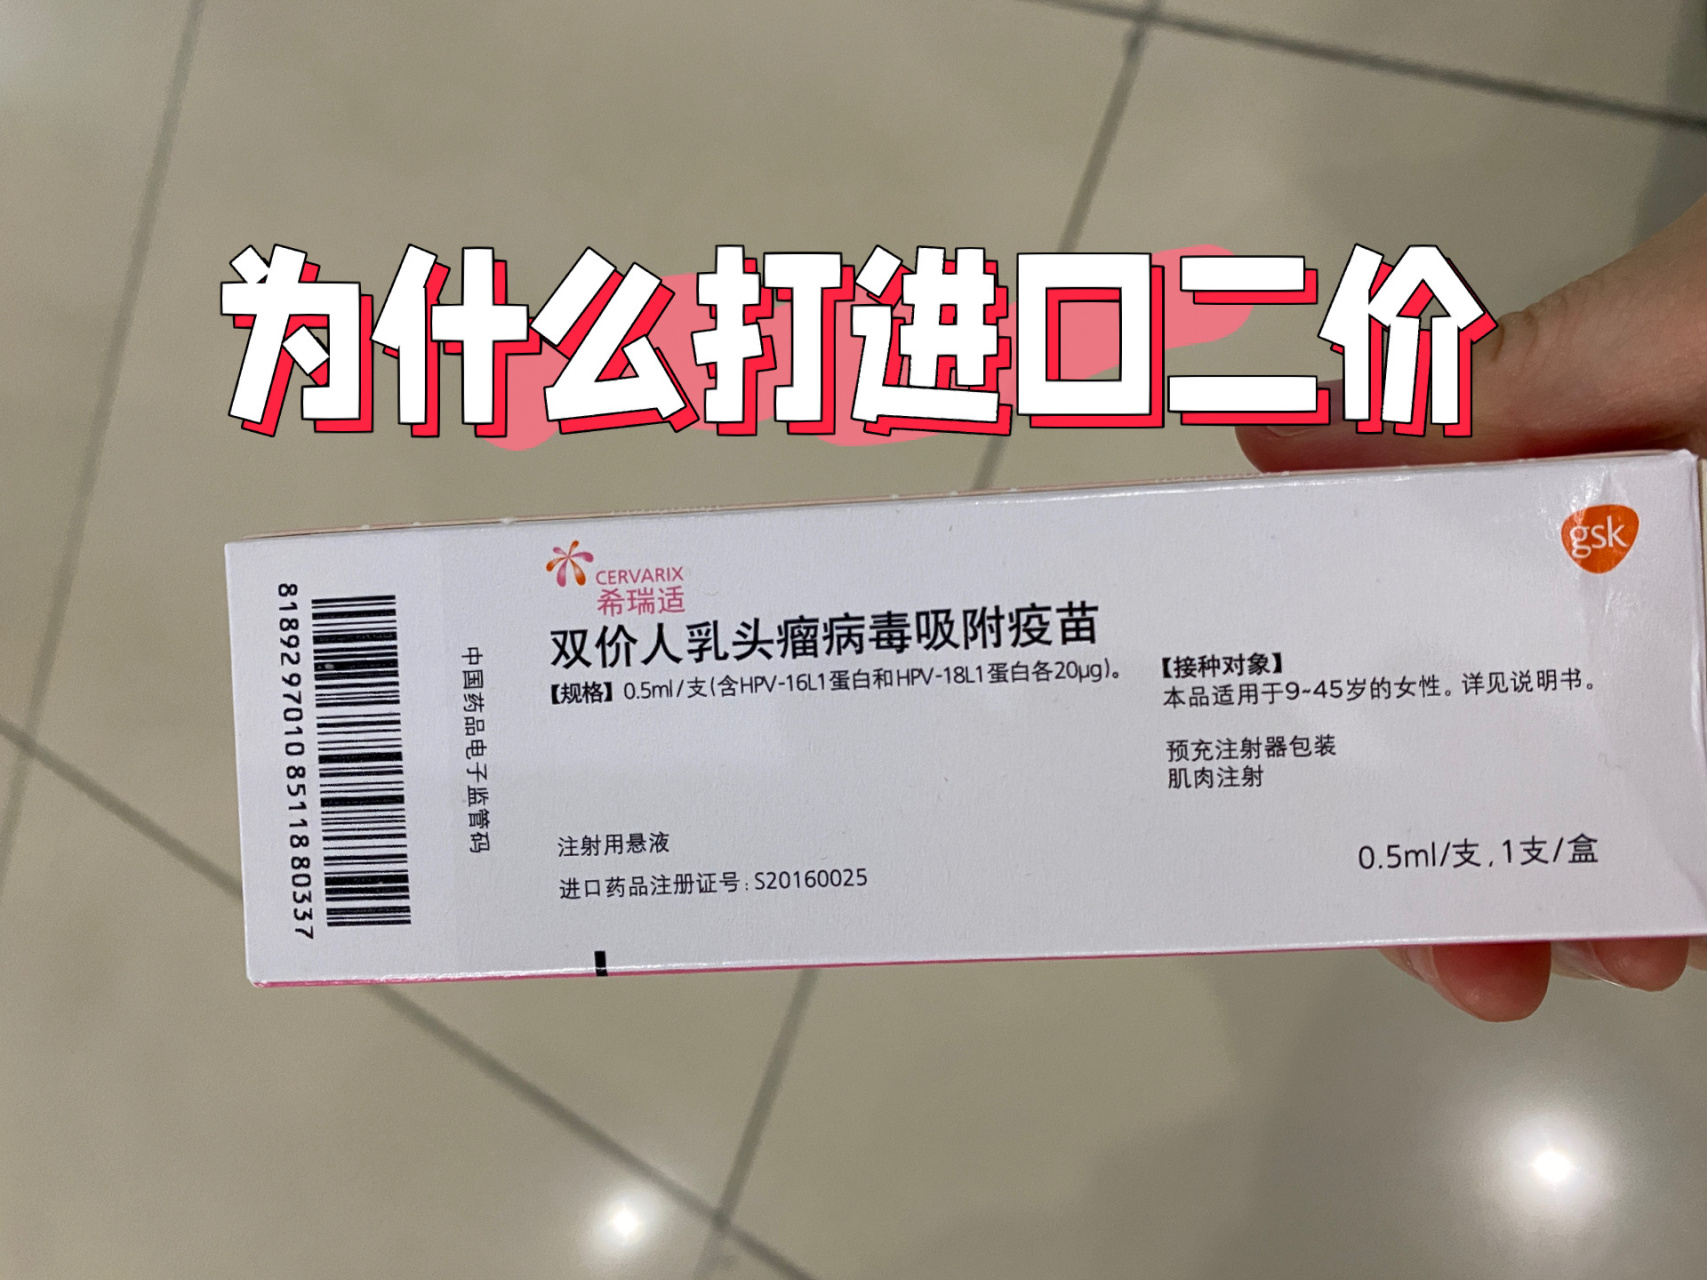 为什么打进口二价
gsk
CERVARIX
希瑞适
双价人乳头瘤病毒吸附疫苗
【规格】0.5ml/支(含HPV-16L1蛋白和HPV-18L1蛋白各20μg)。
【接种对象】
本品适用于9~45岁的女性。详见说明书。
预充注射器包装
肌肉注射
注射用悬液
进口药品注册证号:S20160025
0.5ml/支,1支/盒
中国药品电子监管码
81892 97010 85118 80337